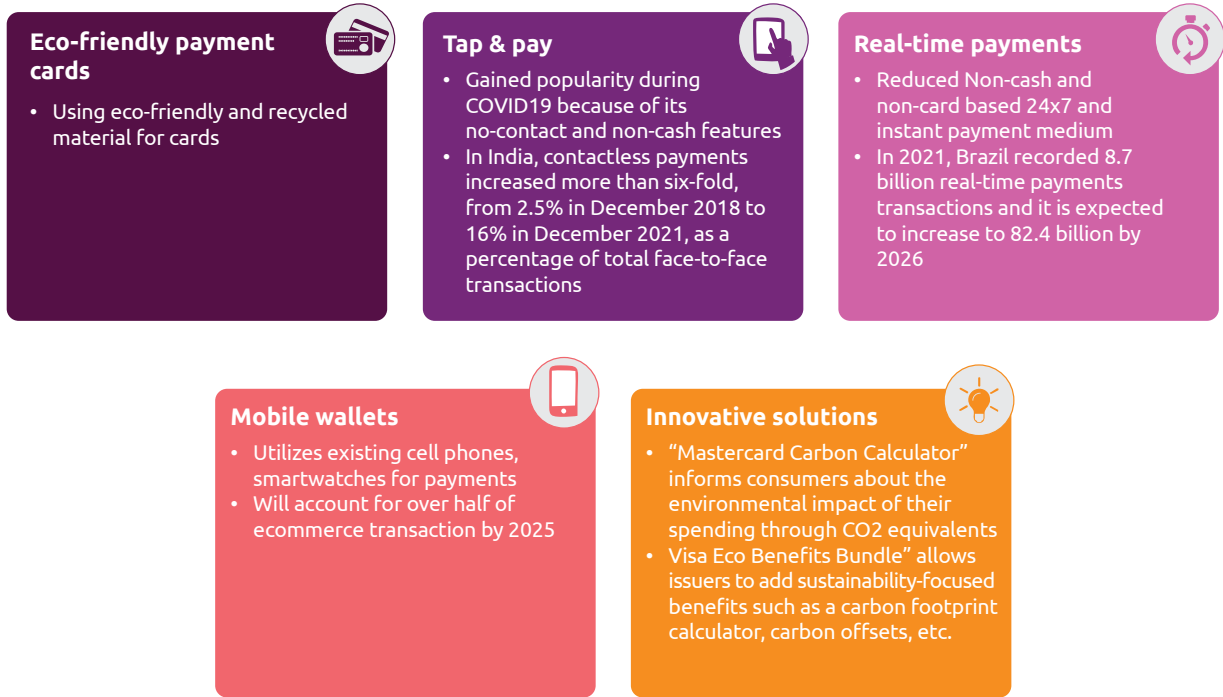 Eco-friendly payment
cards
• Using eco-friendly and recycled
material for cards
Tap & pay
• Gained popularity during
COVID19 because of its
no-contact and non-cash features
• In India, contactless payments
increased more than six-fold,
from 2.5% in December 2018 to
16% in December 2021, as a
percentage of total face-to-face
transactions
Real-time payments
• Reduced Non-cash and
non-card based 24x7 and
instant payment medium
• In 2021, Brazil recorded 8.7
billion real-time payments
transactions and it is expected
to increase to 82.4 billion by
2026
Mobile wallets
• Utilizes existing cell phones,
smartwatches for payments
• Will account for over half of
ecommerce transaction by 2025
Innovative solutions
• “Mastercard Carbon Calculator”
informs consumers about the
environmental impact of their
spending through CO2 equivalents
• Visa Eco Benefits Bundle” allows
issuers to add sustainability-focused
benefits such as a carbon footprint
calculator, carbon offsets, etc.